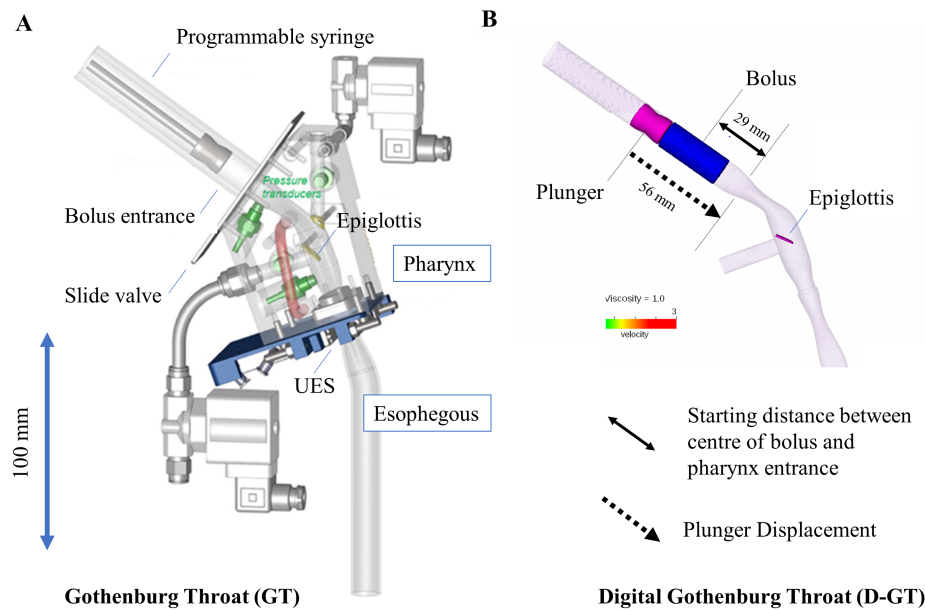 A
Programmable syringe
Pressure
transducers
Bolus entrance
Epiglottis
Slide valve
Pharynx
UES
Esophegous
100 mm
Gothenburg Throat (GT)
B
Bolus
29 mm
Plunger
56 mm
Epiglottis
viscosity = 1.0
3
velocity
Starting distance between
centre of bolus and
pharynx entrance
Plunger Displacement
Digital Gothenburg Throat (D-GT)